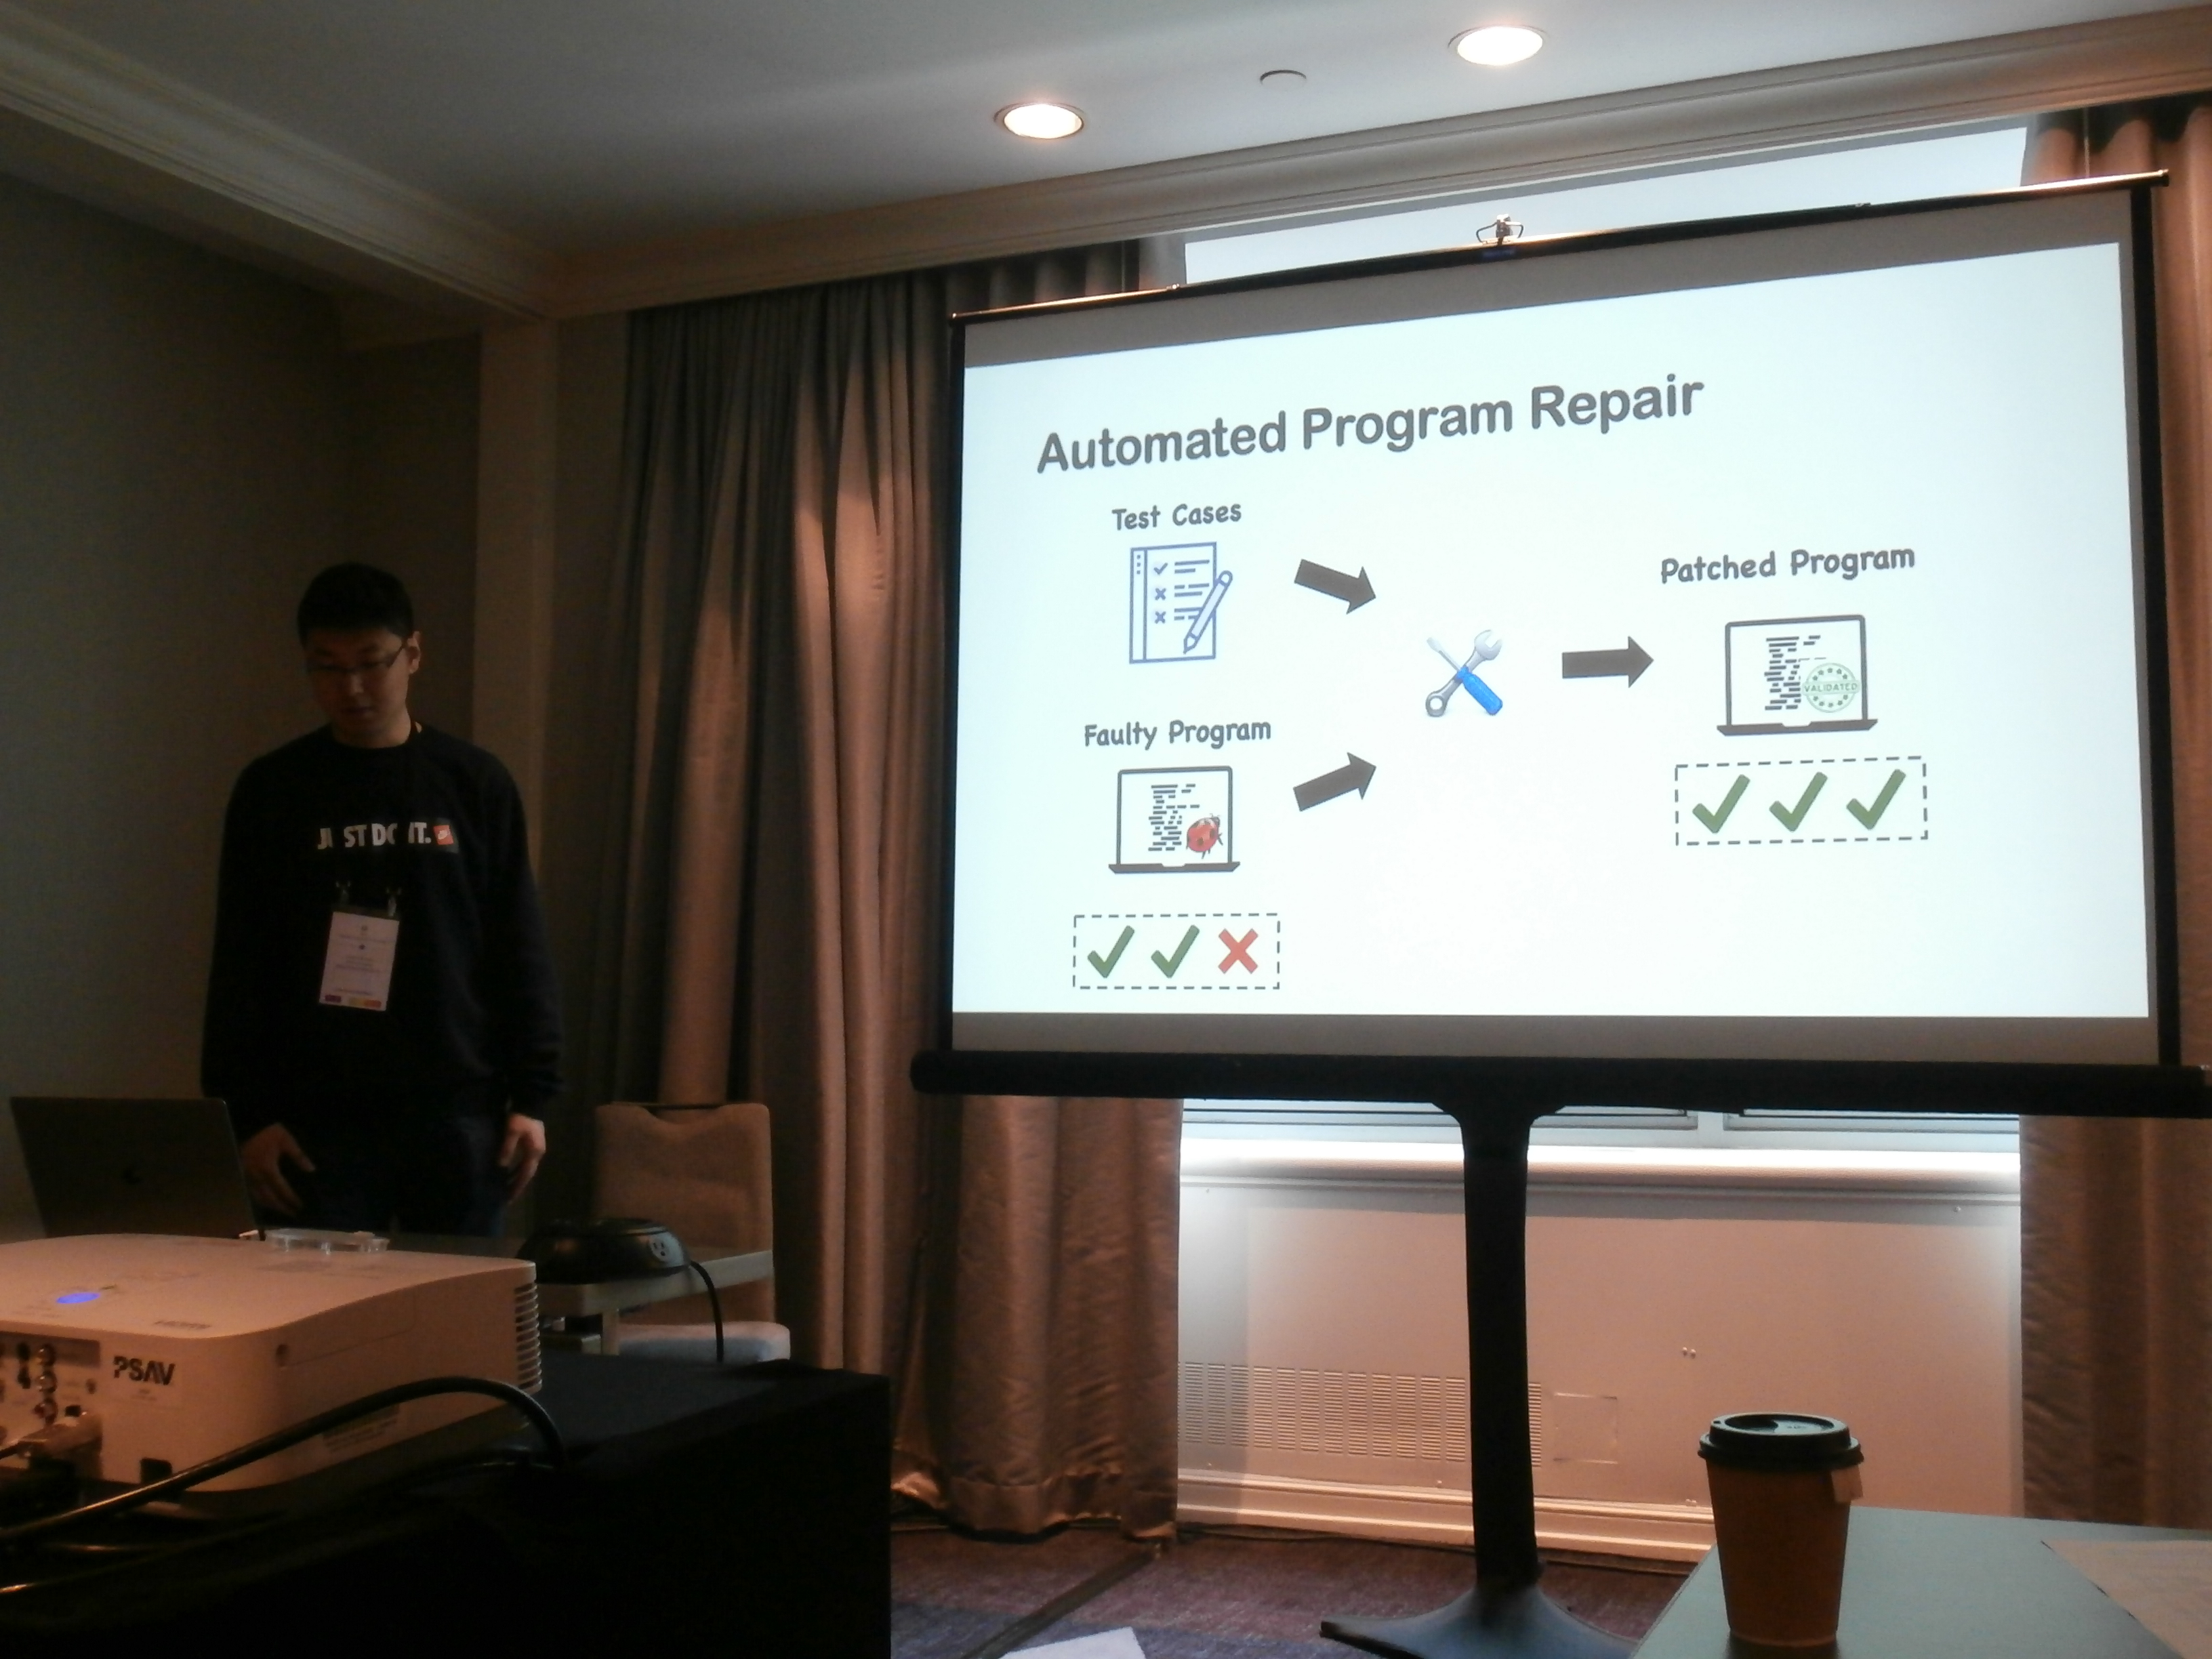 Automated Program Repair
Test Cases
Patched Program
VALIDATED
Faulty Program
JUST DO IT.
PSAV